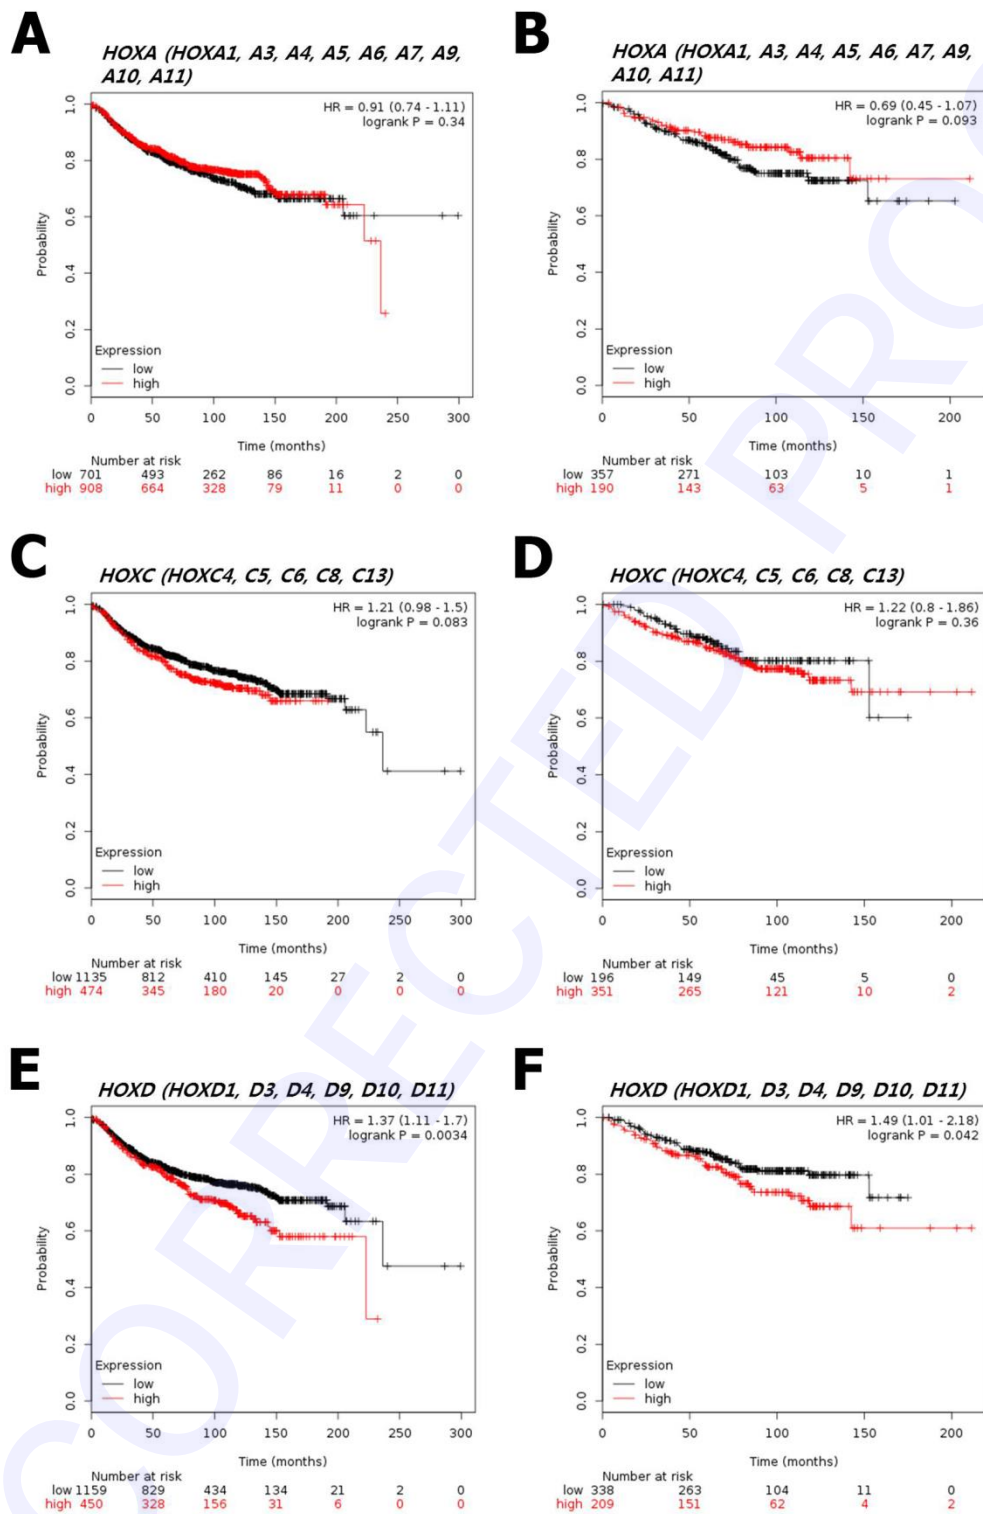 A
HOXA (HOXA1, A3, A4, A5, A6, A7, A9,
A10, A11)
HR = 0.91 (0.74 - 1.11)
logrank P = 0.34
Probability
1.0
0.8
0.6
0.4
0.2
0.0
Expression
low
high
0 50 100 150 200 250 300
Time (months)
Number at risk
low 701 493 262 86 16 2 0
high 908 664 328 79 11 0 0
B
HOXA (HOXA1, A3, A4, A5, A6, A7, A9,
A10, A11)
HR = 0.69 (0.45 - 1.07)
logrank P = 0.093
Probability
1.0
0.8
0.6
0.4
0.2
0.0
Expression
low
high
0 50 100 150 200
Time (months)
Number at risk
low 357 271 103 10 1
high 190 143 63 5 1
C
HOXC (HOXC4, C5, C6, C8, C13)
HR = 1.21 (0.98 - 1.5)
logrank P = 0.083
Probability
1.0
0.8
0.6
0.4
0.2
0.0
Expression
low
high
0 50 100 150 200 250 300
Time (months)
Number at risk
low 1135 812 410 145 27 2 0
high 474 345 180 20 0 0 0
D
HOXC (HOXC4, C5, C6, C8, C13)
HR = 1.22 (0.8 - 1.86)
logrank P = 0.36
Probability
1.0
0.8
0.6
0.4
0.2
0.0
Expression
low
high
0 50 100 150 200
Time (months)
Number at risk
low 196 149 45 5 0
high 351 265 121 10 2
E
HOXD (HOXD1, D3, D4, D9, D10, D11)
HR = 1.37 (1.11 - 1.7)
logrank P = 0.0034
Probability
1.0
0.8
0.6
0.4
0.2
0.0
Expression
low
high
0 50 100 150 200 250 300
Time (months)
Number at risk
low 1159 829 434 134 21 2 0
high 450 328 156 31 6 0 0
F
HOXD (HOXD1, D3, D4, D9, D10, D11)
HR = 1.49 (1.01 - 2.18)
logrank P = 0.042
Probability
1.0
0.8
0.6
0.4
0.2
0.0
Expression
low
high
0 50 100 150 200
Time (months)
Number at risk
low 338 263 104 11 0
high 209 151 62 4 2
CORRECTED PRO